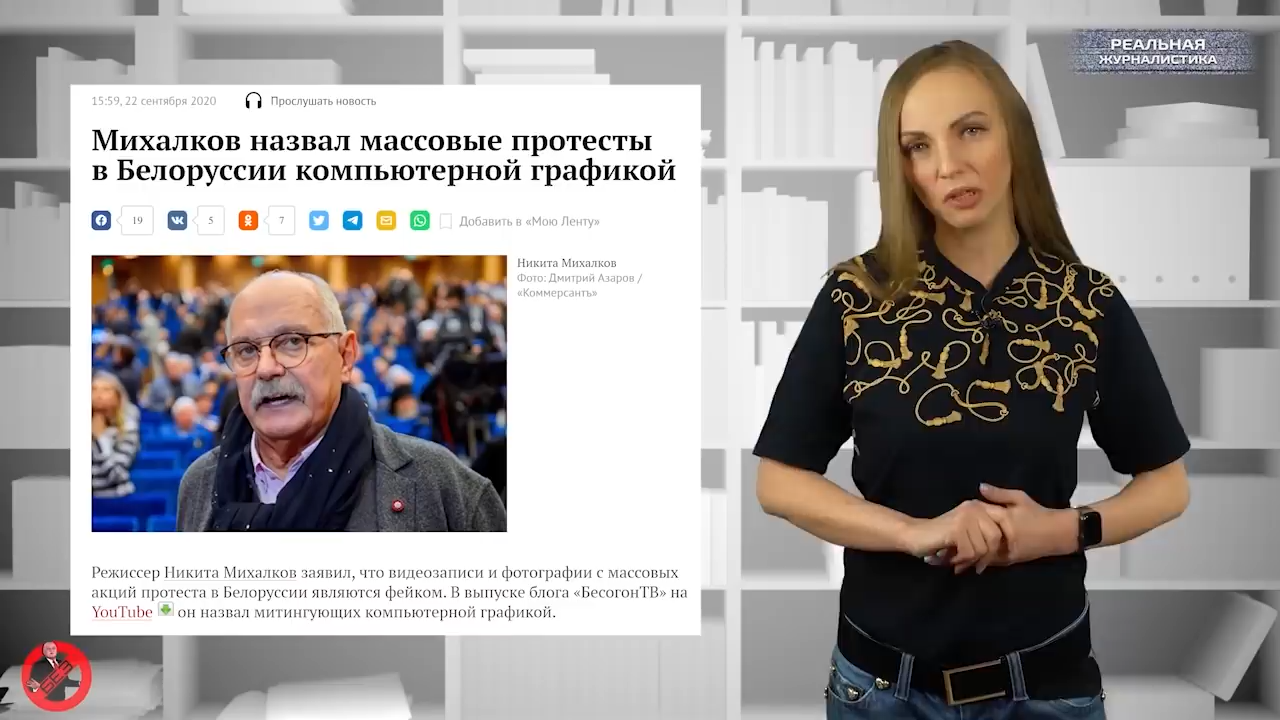 РЕАЛЬНАЯ
ЖУРНАЛИСТИКА
15:59, 22 сентября 2020
Прослушать новость
Михалков назвал массовые протесты
в Белоруссии компьютерной графикой
19
5
7
Добавить в «Мою Ленту»
Никита Михалков
Фото: Дмитрий Азаров /
«Коммерсантъ»
Режиссер Никита Михалков заявил, что видеозаписи и фотографии с массовых
акций протеста в Белоруссии являются фейком. В выпуске блога «БесогонТВ» на
YouTube он назвал митингующих компьютерной графикой.